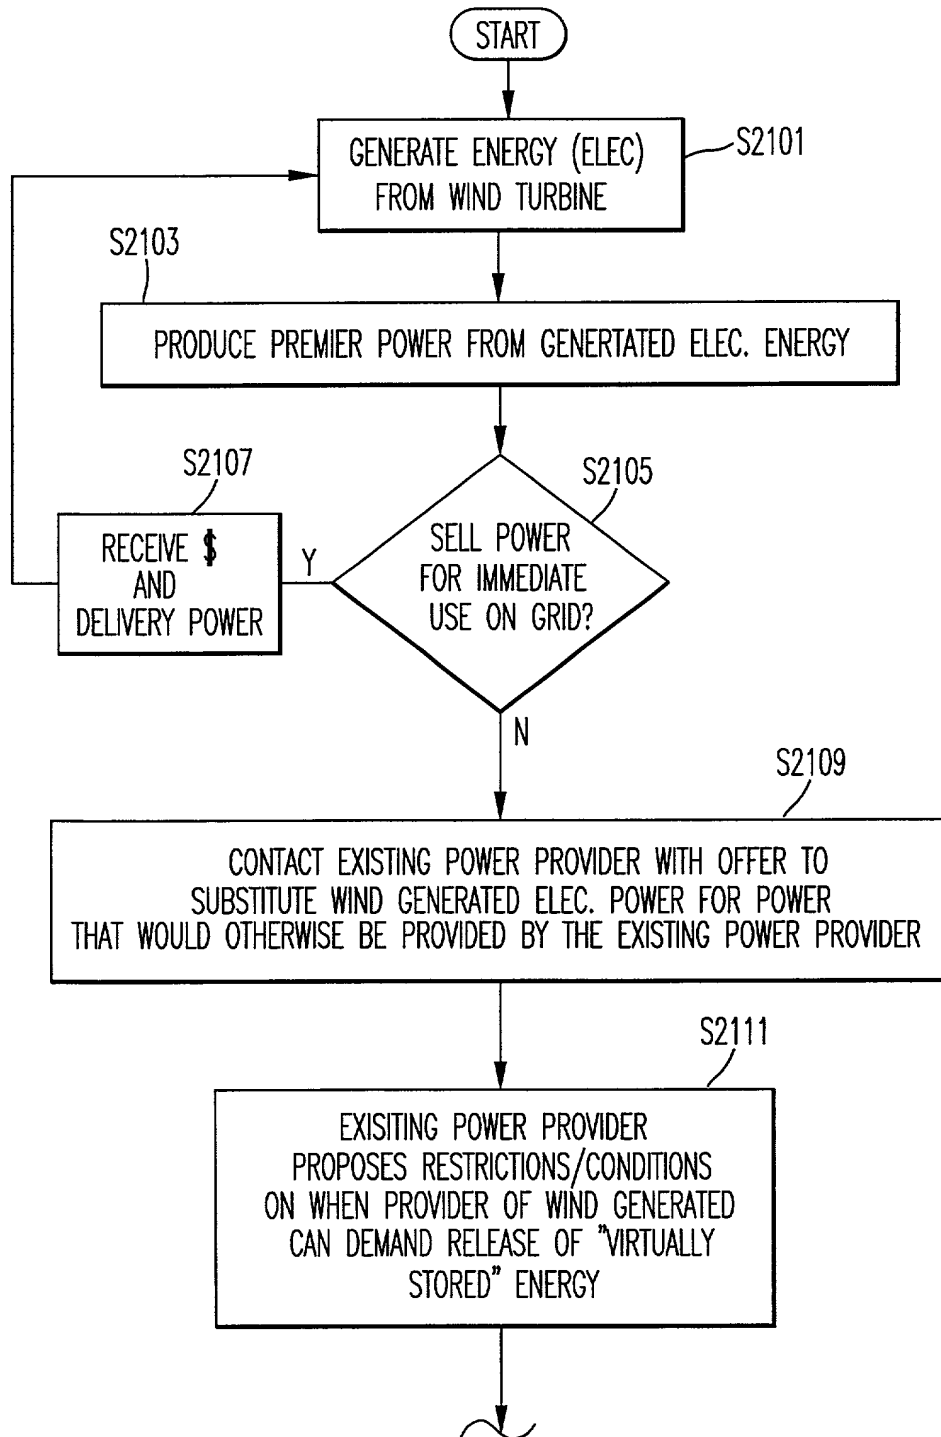 START
GENERATE ENERGY (ELEC)
FROM WIND TURBINE
S2101
S2103
PRODUCE PREMIER POWER FROM GENERTATED ELEC. ENERGY
S2107
RECEIVE $
AND
DELIVERY POWER
Y
S2105
SELL POWER
FOR IMMEDIATE
USE ON GRID?
N
S2109
CONTACT EXISTING POWER PROVIDER WITH OFFER TO
SUBSTITUTE WIND GENERATED ELEC. POWER FOR POWER
THAT WOULD OTHERWISE BE PROVIDED BY THE EXISTING POWER PROVIDER
S2111
EXISITING POWER PROVIDER
PROPOSES RESTRICTIONS/CONDITIONS
ON WHEN PROVIDER OF WIND GENERATED
CAN DEMAND RELEASE OF "VIRTUALLY
STORED" ENERGY